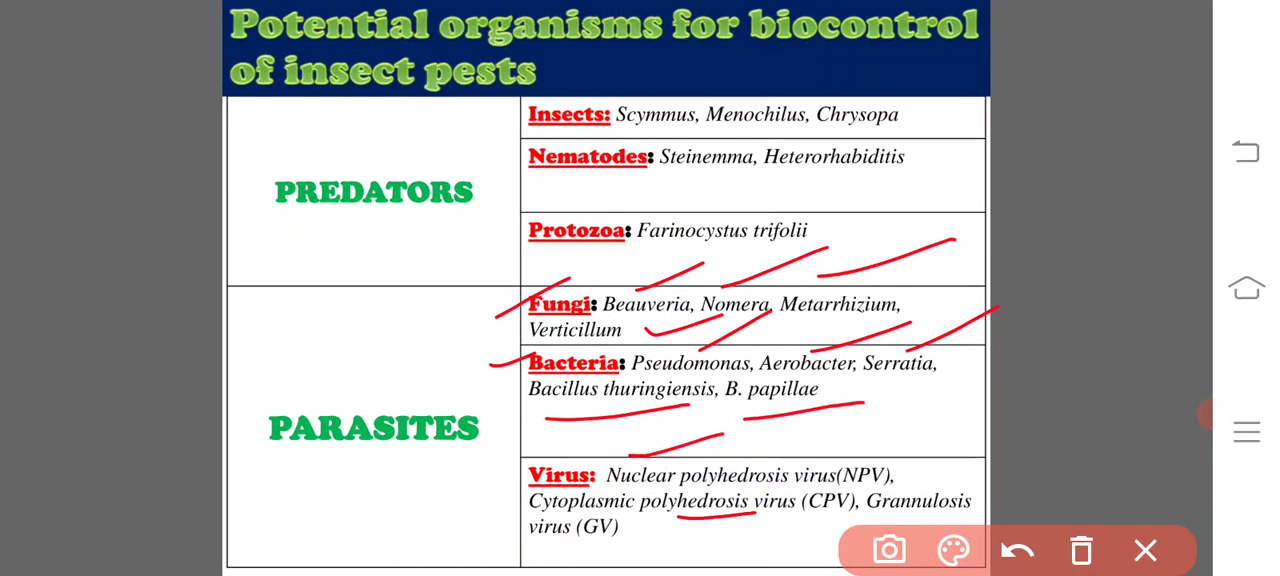 Potential organisms for biocontrol
of insect pests
PREDATORS
Insects: Scymmus, Menochilus, Chrysopa
Nematodes: Steinemma, Heterorhabiditis
Protozoa: Farinocystus trifolii
PARASITES
Fungi: Beauveria, Nomera, Metarrhizium,
Verticillum
Bacteria: Pseudomonas, Aerobacter, Serratia,
Bacillus thuringiensis, B. papillae
Virus: Nuclear polyhedrosis virus(NPV),
Cytoplasmic polyhedrosis virus (CPV), Grannulosis
virus (GV)